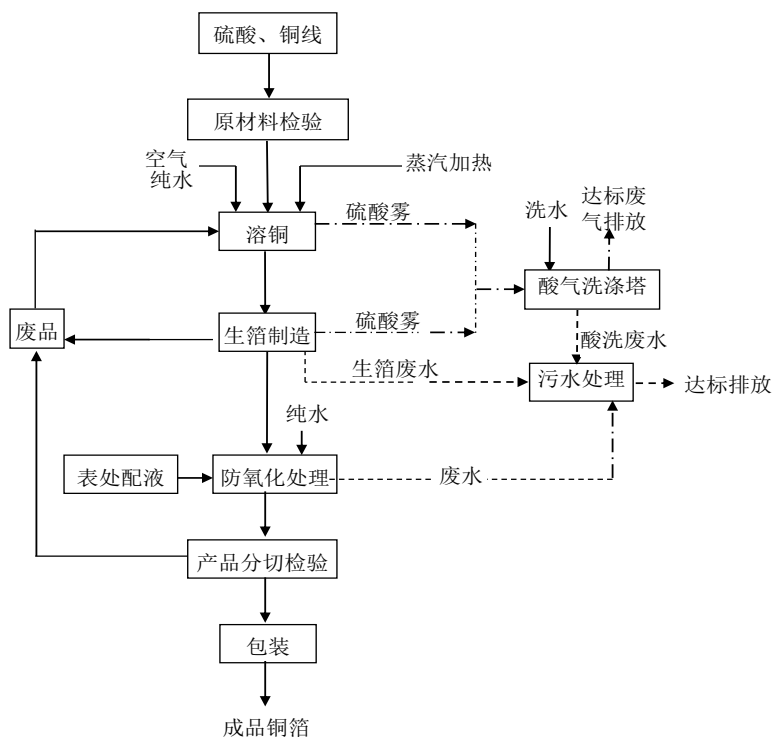 硫酸、铜线
原材料检验
空气
纯水
蒸汽加热
溶铜
硫酸雾
洗水
达标废
气排放
酸气洗涤塔
废品
生箔制造
硫酸雾
酸洗废水
生箔废水
污水处理
达标排放
纯水
表处配液
防氧化处理
废水
产品分切检验
包装
成品铜箔